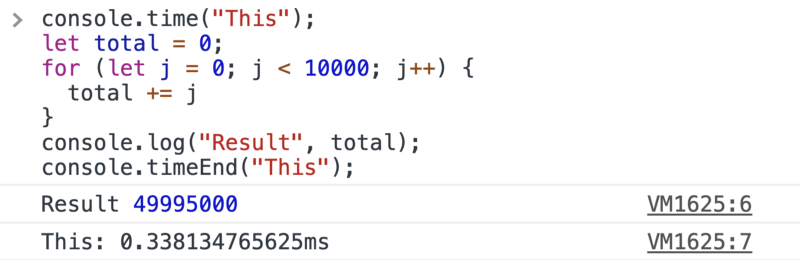 > console.time("This");
let total = 0;
for (let j = 0; j < 10000; j++) {
  total += j
}
console.log("Result", total);
console.timeEnd("This");
Result 49995000 VM1625:6
This: 0.338134765625ms VM1625:7